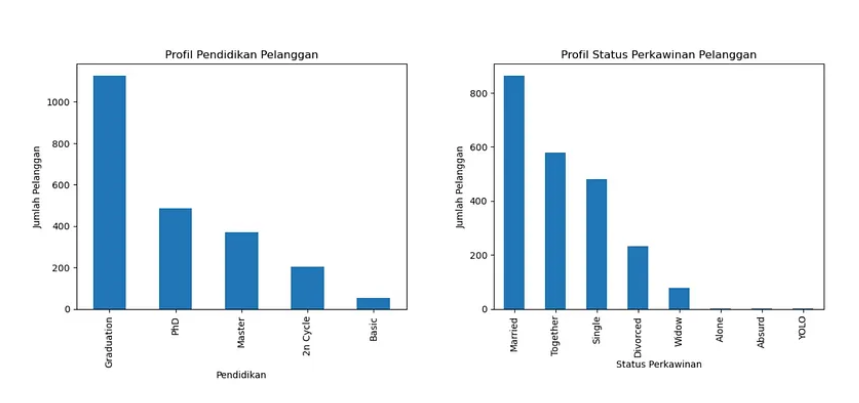 Profil Pendidikan Pelanggan
Jumlah Pelanggan
1000
800
600
400
200
0
Graduation
PhD
Master
2n Cycle
Basic
Pendidikan
Profil Status Perkawinan Pelanggan
Jumlah Pelanggan
800
600
400
200
0
Married
Together
Single
Divorced
Widow
Alone
Absurd
YOLO
Status Perkawinan